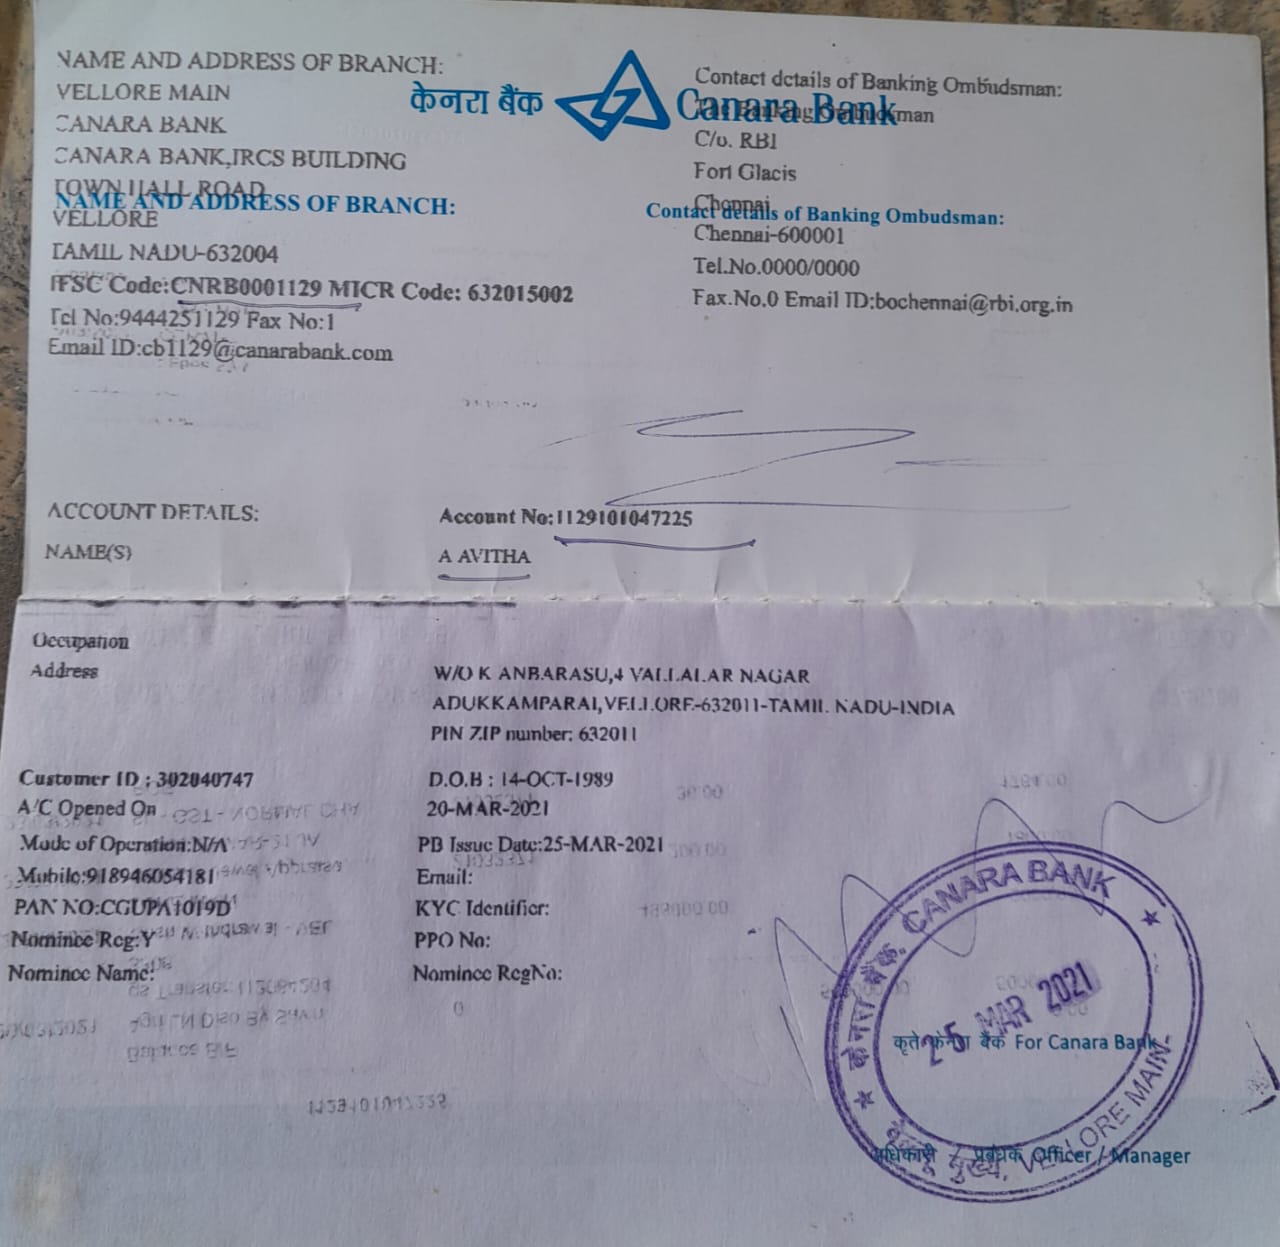 NAME AND ADDRESS OF BRANCH:
VELLORE MAIN
CANARA BANK
CANARA BANK,IRCS BUILDING
TOWN HALL ROAD
VELLORE
TAMIL NADU-632004
IFSC Code:CNRB0001129 MICR Code: 632015002
Tel No:9444251129 Fax No:1
Email ID:cb1129@canarabank.com
केनरा बैंक Canara Bank
NAME AND ADDRESS OF BRANCH:
Contact details of Banking Ombudsman:
Contact details of Banking Ombudsman:
The Banking Ombudsman
C/o. RBI
Fort Glacis
Chennai
Chennai-600001
Tel.No.0000/0000
Fax.No.0 Email ID:bochennai@rbi.org.in
ACCOUNT DETAILS: Account No:1129101047225
NAME(S) A AVITHA
Occupation
Address W/O K ANBARASU,4 VALLALAR NAGAR
ADUKKAMPARAI,VELLORE-632011-TAMIL NADU-INDIA
PIN ZIP number: 632011
Customer ID : 302040747 D.O.B : 14-OCT-1989
A/C Opened On 20-MAR-2021
Mode of Operation:N/A PB Issue Date:25-MAR-2021
Mobile:918946054181 Email:
PAN NO:CGUPA1019D KYC Identifier:
Nominee Reg:Y PPO No:
Nominee Name: Nominee RegNo:
केनरा बैंक, CANARA BANK
25 MAR 2021
कृते केनरा बैंक For Canara Bank
मुख्य, VELLORE MAIN
अधिकारी / प्रबंधक Officer / Manager